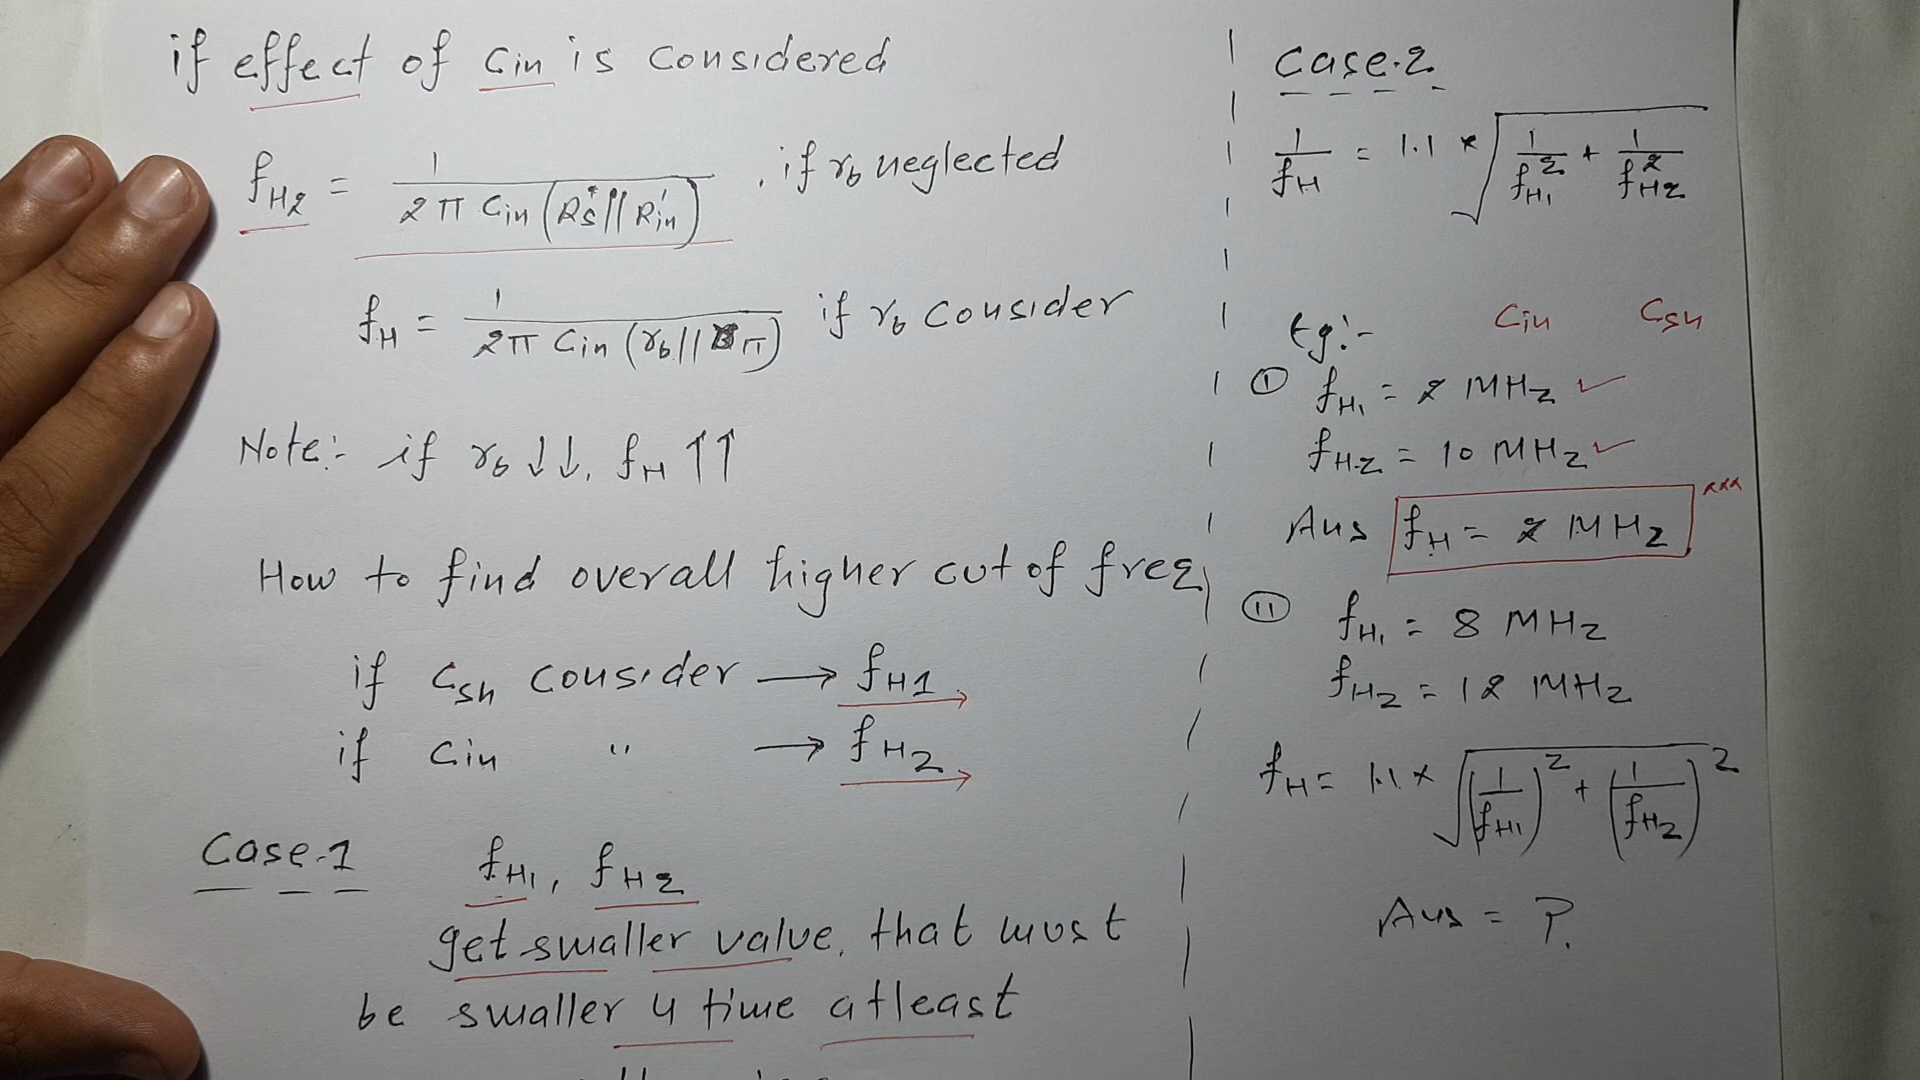 if effect of Cin is considered
fH2 = 1 / 2π Cin (Rs || R'in) , if rb neglected
fH = 1 / 2π Cin (rb || π) if rb consider
Note:- if rb ↓↓, fH ↑↑
How to find overall higher cut of freq
if Csh consider → fH1
if Cin " → fH2
Case-1 fH1, fH2
get smaller value, that must
be smaller 4 time atleast
Case-2
1/fH = 1.1 × √(1/fH1² + 1/fH2²)
Cin Csh
Eg:-
(I) fH1 = 2 MHz ✓
fH2 = 10 MHz ✓
Ans fH = 2 MHz xxx
(II) fH1 = 8 MHz
fH2 = 12 MHz
fH = 1.1 × √((1/fH1)² + (1/fH2)²
Ans = ?